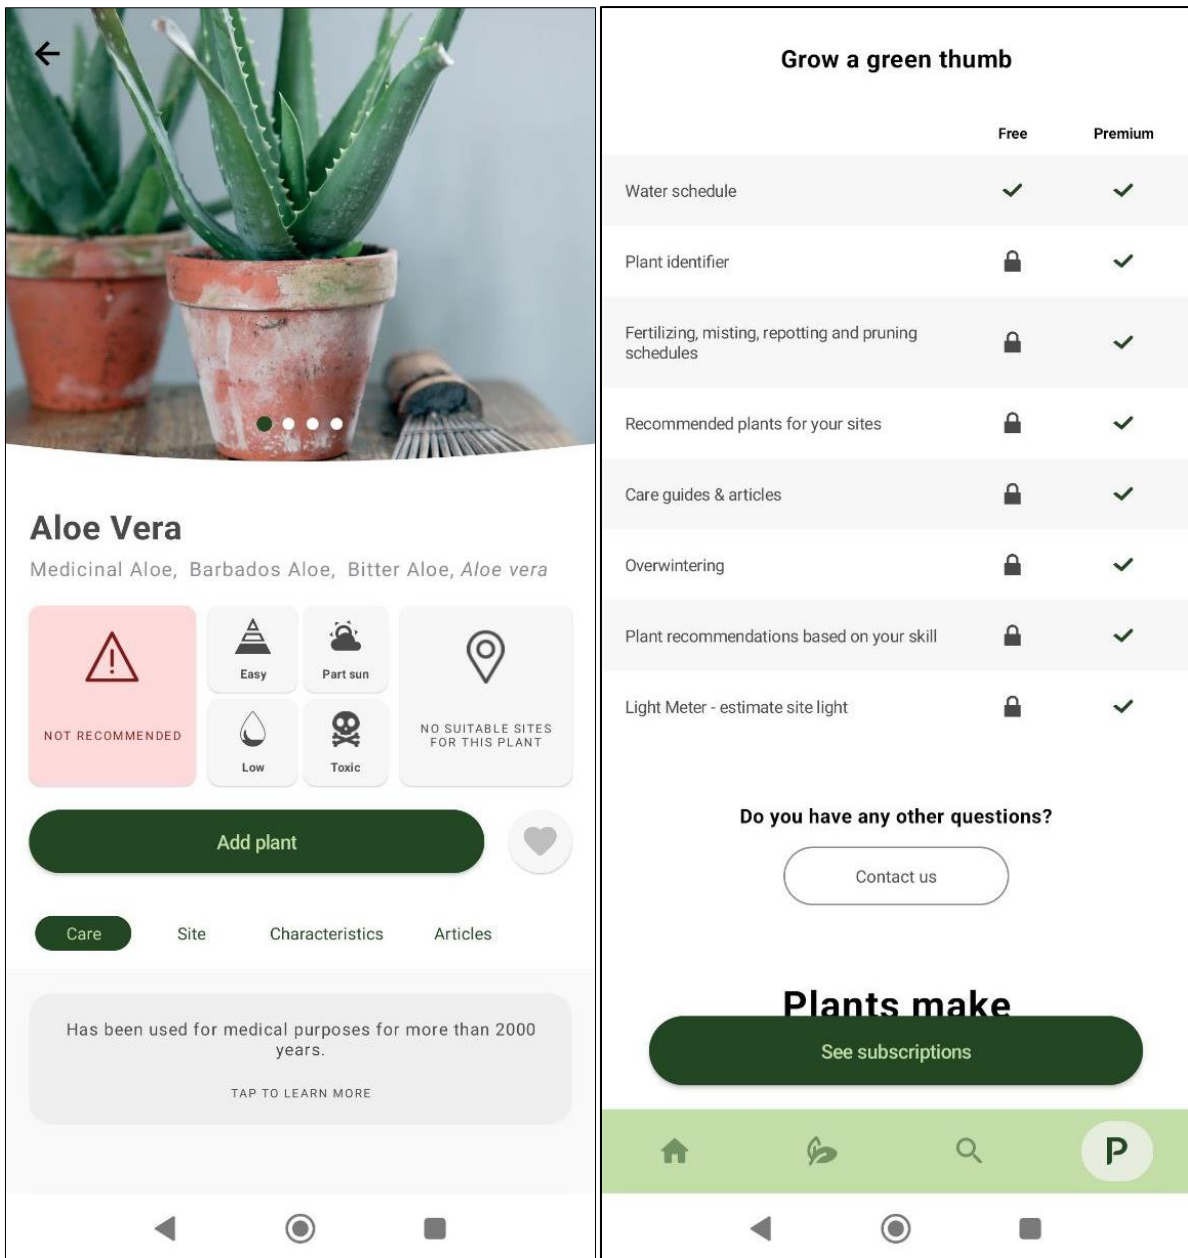 Aloe Vera
Medicinal Aloe, Barbados Aloe, Bitter Aloe, Aloe vera
NOT RECOMMENDED
Easy
Part sun
Low
Toxic
NO SUITABLE SITES
FOR THIS PLANT
Add plant
Care Site Characteristics Articles
Has been used for medical purposes for more than 2000
years.
TAP TO LEARN MORE
Grow a green thumb
Free Premium
Water schedule
Plant identifier
Fertilizing, misting, repotting and pruning
schedules
Recommended plants for your sites
Care guides & articles
Overwintering
Plant recommendations based on your skill
Light Meter - estimate site light
Do you have any other questions?
Contact us
Plants make
See subscriptions
P